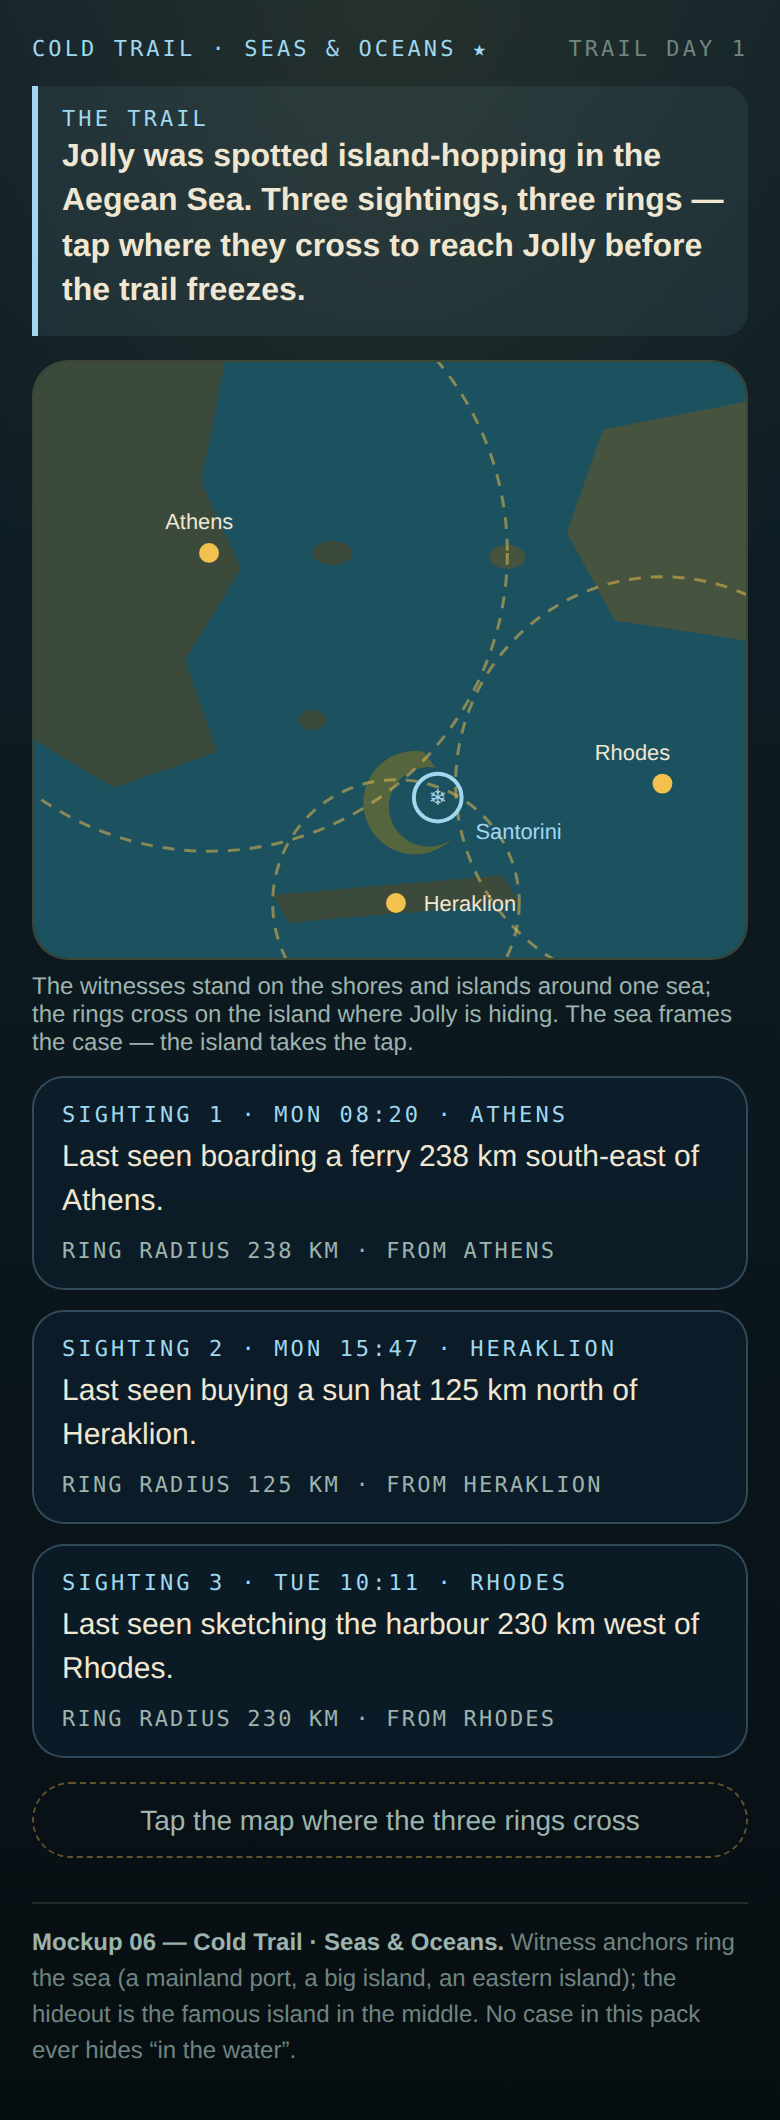 COLD TRAIL · SEAS & OCEANS ★ TRAIL DAY 1
THE TRAIL
Jolly was spotted island-hopping in the
Aegean Sea. Three sightings, three rings —
tap where they cross to reach Jolly before
the trail freezes.
Athens
Rhodes
Santorini
Heraklion
The witnesses stand on the shores and islands around one sea;
the rings cross on the island where Jolly is hiding. The sea frames
the case — the island takes the tap.
SIGHTING 1 · MON 08:20 · ATHENS
Last seen boarding a ferry 238 km south-east of
Athens.
RING RADIUS 238 KM · FROM ATHENS
SIGHTING 2 · MON 15:47 · HERAKLION
Last seen buying a sun hat 125 km north of
Heraklion.
RING RADIUS 125 KM · FROM HERAKLION
SIGHTING 3 · TUE 10:11 · RHODES
Last seen sketching the harbour 230 km west of
Rhodes.
RING RADIUS 230 KM · FROM RHODES
Tap the map where the three rings cross
Mockup 06 — Cold Trail · Seas & Oceans. Witness anchors ring
the sea (a mainland port, a big island, an eastern island); the
hideout is the famous island in the middle. No case in this pack
ever hides “in the water”.